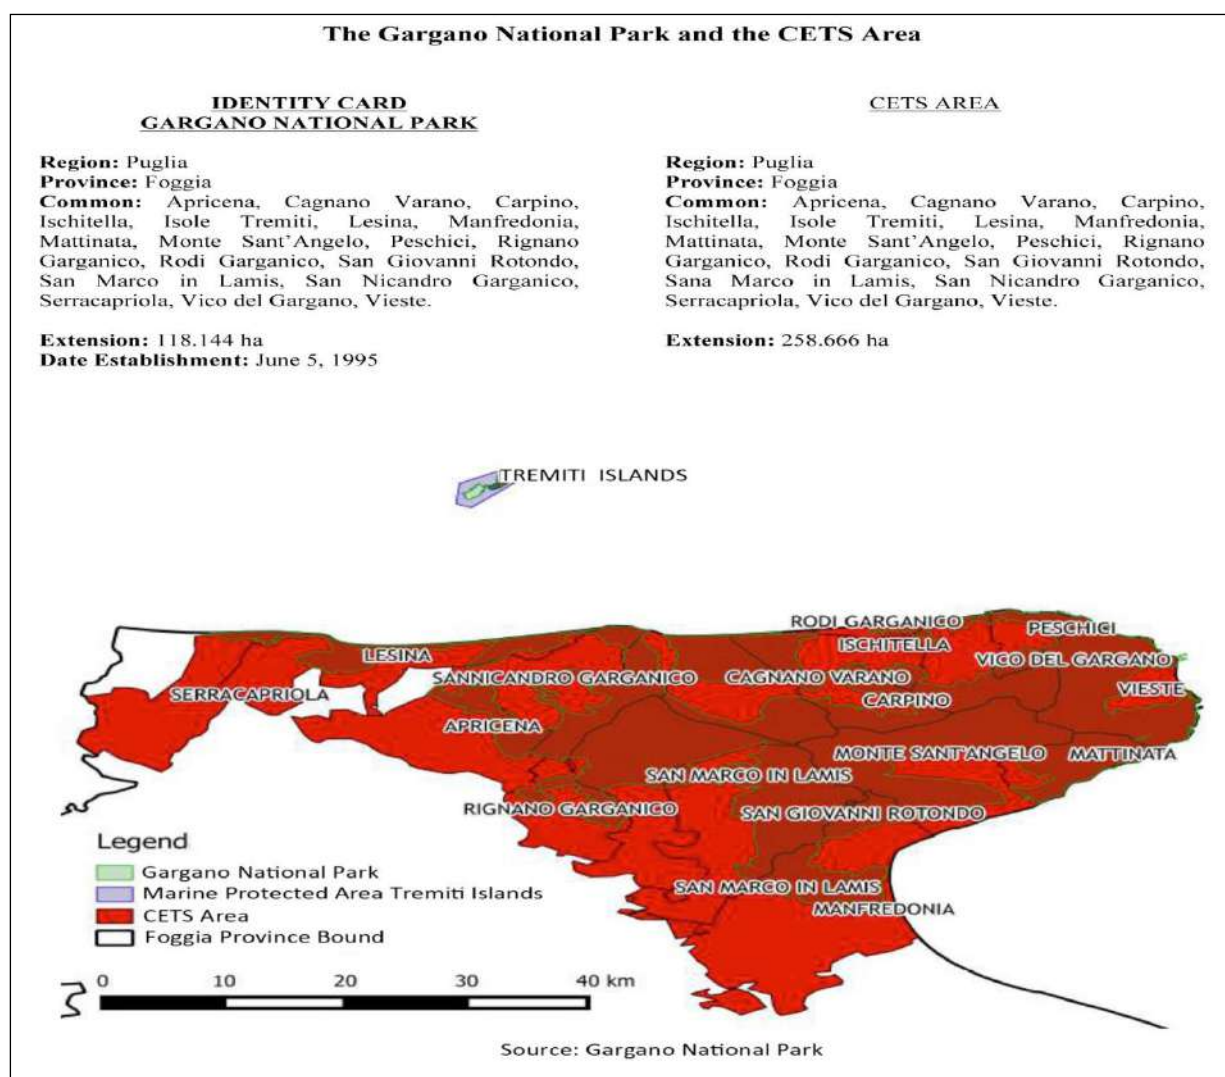 The Gargano National Park and the CETS Area
IDENTITY CARD
GARGANO NATIONAL PARK
Region: Puglia
Province: Foggia
Common: Apricena, Cagnano Varano, Carpino,
Ischitella, Isole Tremiti, Lesina, Manfredonia,
Mattinata, Monte Sant'Angelo, Peschici, Rignano
Garganico, Rodi Garganico, San Giovanni Rotondo,
San Marco in Lamis, San Nicandro Garganico,
Serracapriola, Vico del Gargano, Vieste.
Extension: 118.144 ha
Date Establishment: June 5, 1995
CETS AREA
Region: Puglia
Province: Foggia
Common: Apricena, Cagnano Varano, Carpino,
Ischitella, Isole Tremiti, Lesina, Manfredonia,
Mattinata, Monte Sant'Angelo, Peschici, Rignano
Garganico, Rodi Garganico, San Giovanni Rotondo,
Sana Marco in Lamis, San Nicandro Garganico,
Serracapriola, Vico del Gargano, Vieste.
Extension: 258.666 ha
TREMITI ISLANDS
RODI GARGANICO
PESCHICI
ISCHITELLA
LESINA
VICO DEL GARGANO
SANNICANDRO GARGANICO
CAGNANO VARANO
VIESTE
SERRACAPRIOLA
CARPINO
APRICENA
MONTE SANT'ANGELO
MATTINATA
SAN MARCO IN LAMIS
RIGNANO GARGANICO
SAN GIOVANNI ROTONDO
SAN MARCO IN LAMIS
MANFREDONIA
Legend
Gargano National Park
Marine Protected Area Tremiti Islands
CETS Area
Foggia Province Bound
0 10 20 30 40 km
Source: Gargano National Park